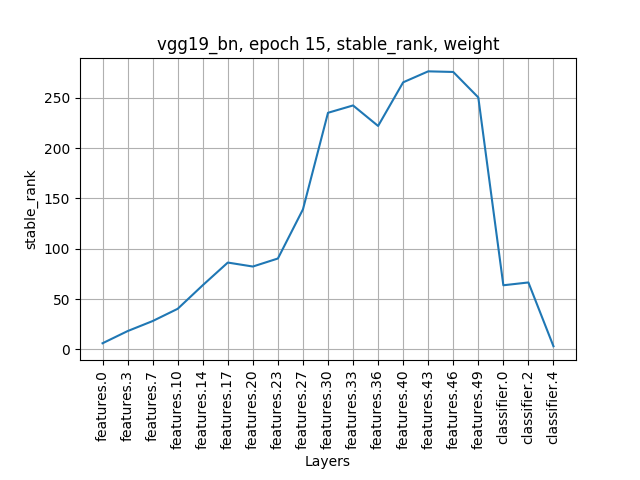 vgg19_bn, epoch 15, stable_rank, weight
stable_rank
250
200
150
100
50
0
features.0
features.3
features.7
features.10
features.14
features.17
features.20
features.23
features.27
features.30
features.33
features.36
features.40
features.43
features.46
features.49
classifier.0
classifier.2
classifier.4
Layers